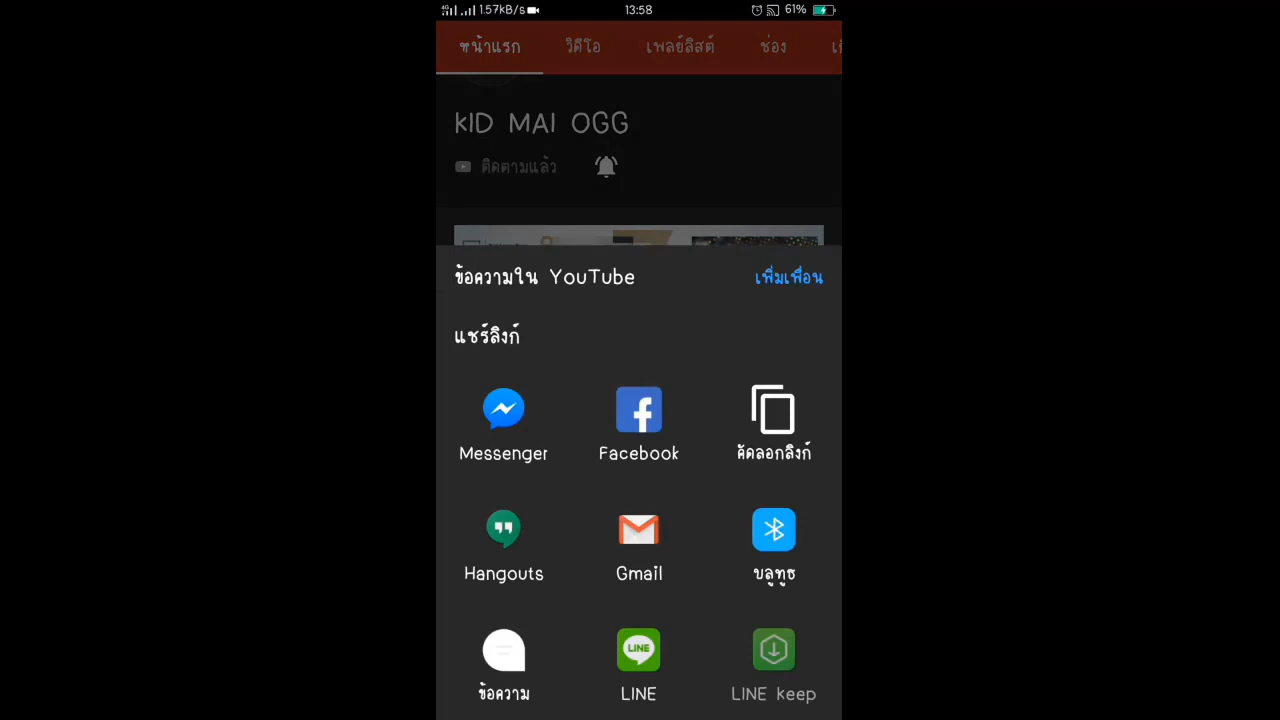 4G 1.57kB/s 13:58 61%
หน้าแรก วิดีโอ เพลย์ลิสต์ ช่อง
KID MAI OGG
ติดตามแล้ว
ข้อความใน YouTube เพิ่มเพื่อน
แชร์ลิงก์
Messenger Facebook คัดลอกลิงก์
Hangouts Gmail บลูทูธ
LINE
ข้อความ LINE LINE keep